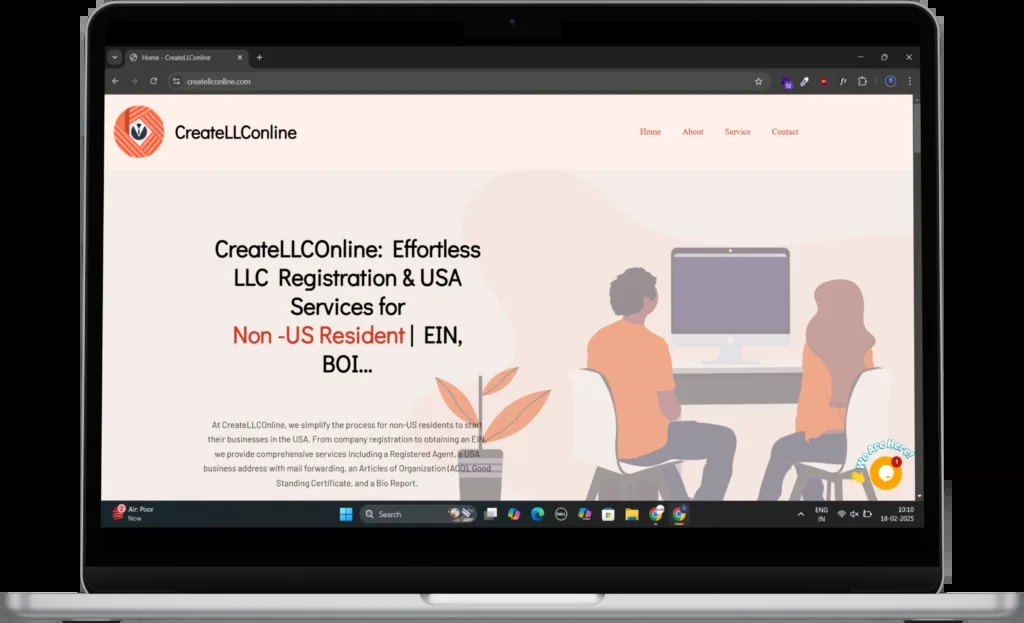 Home - CreateLLConline
createllconline.com
12
CreateLLConline
Home About Service Contact
CreateLLCOnline: Effortless
LLC Registration & USA
Services for
Non -US Resident | EIN,
BOI...
At CreateLLCOnline, we simplify the process for non-US residents to start
their businesses in the USA. From company registration to obtaining an EIN,
we provide comprehensive services including a Registered Agent, a USA
business address with mail forwarding, an Articles of Organization (AOO), Good
Standing Certificate, and a Bio Report.
We Are Here!
1
2
Air: Poor
Now
Search
DELL
ENG
IN
10:10
18-02-2025